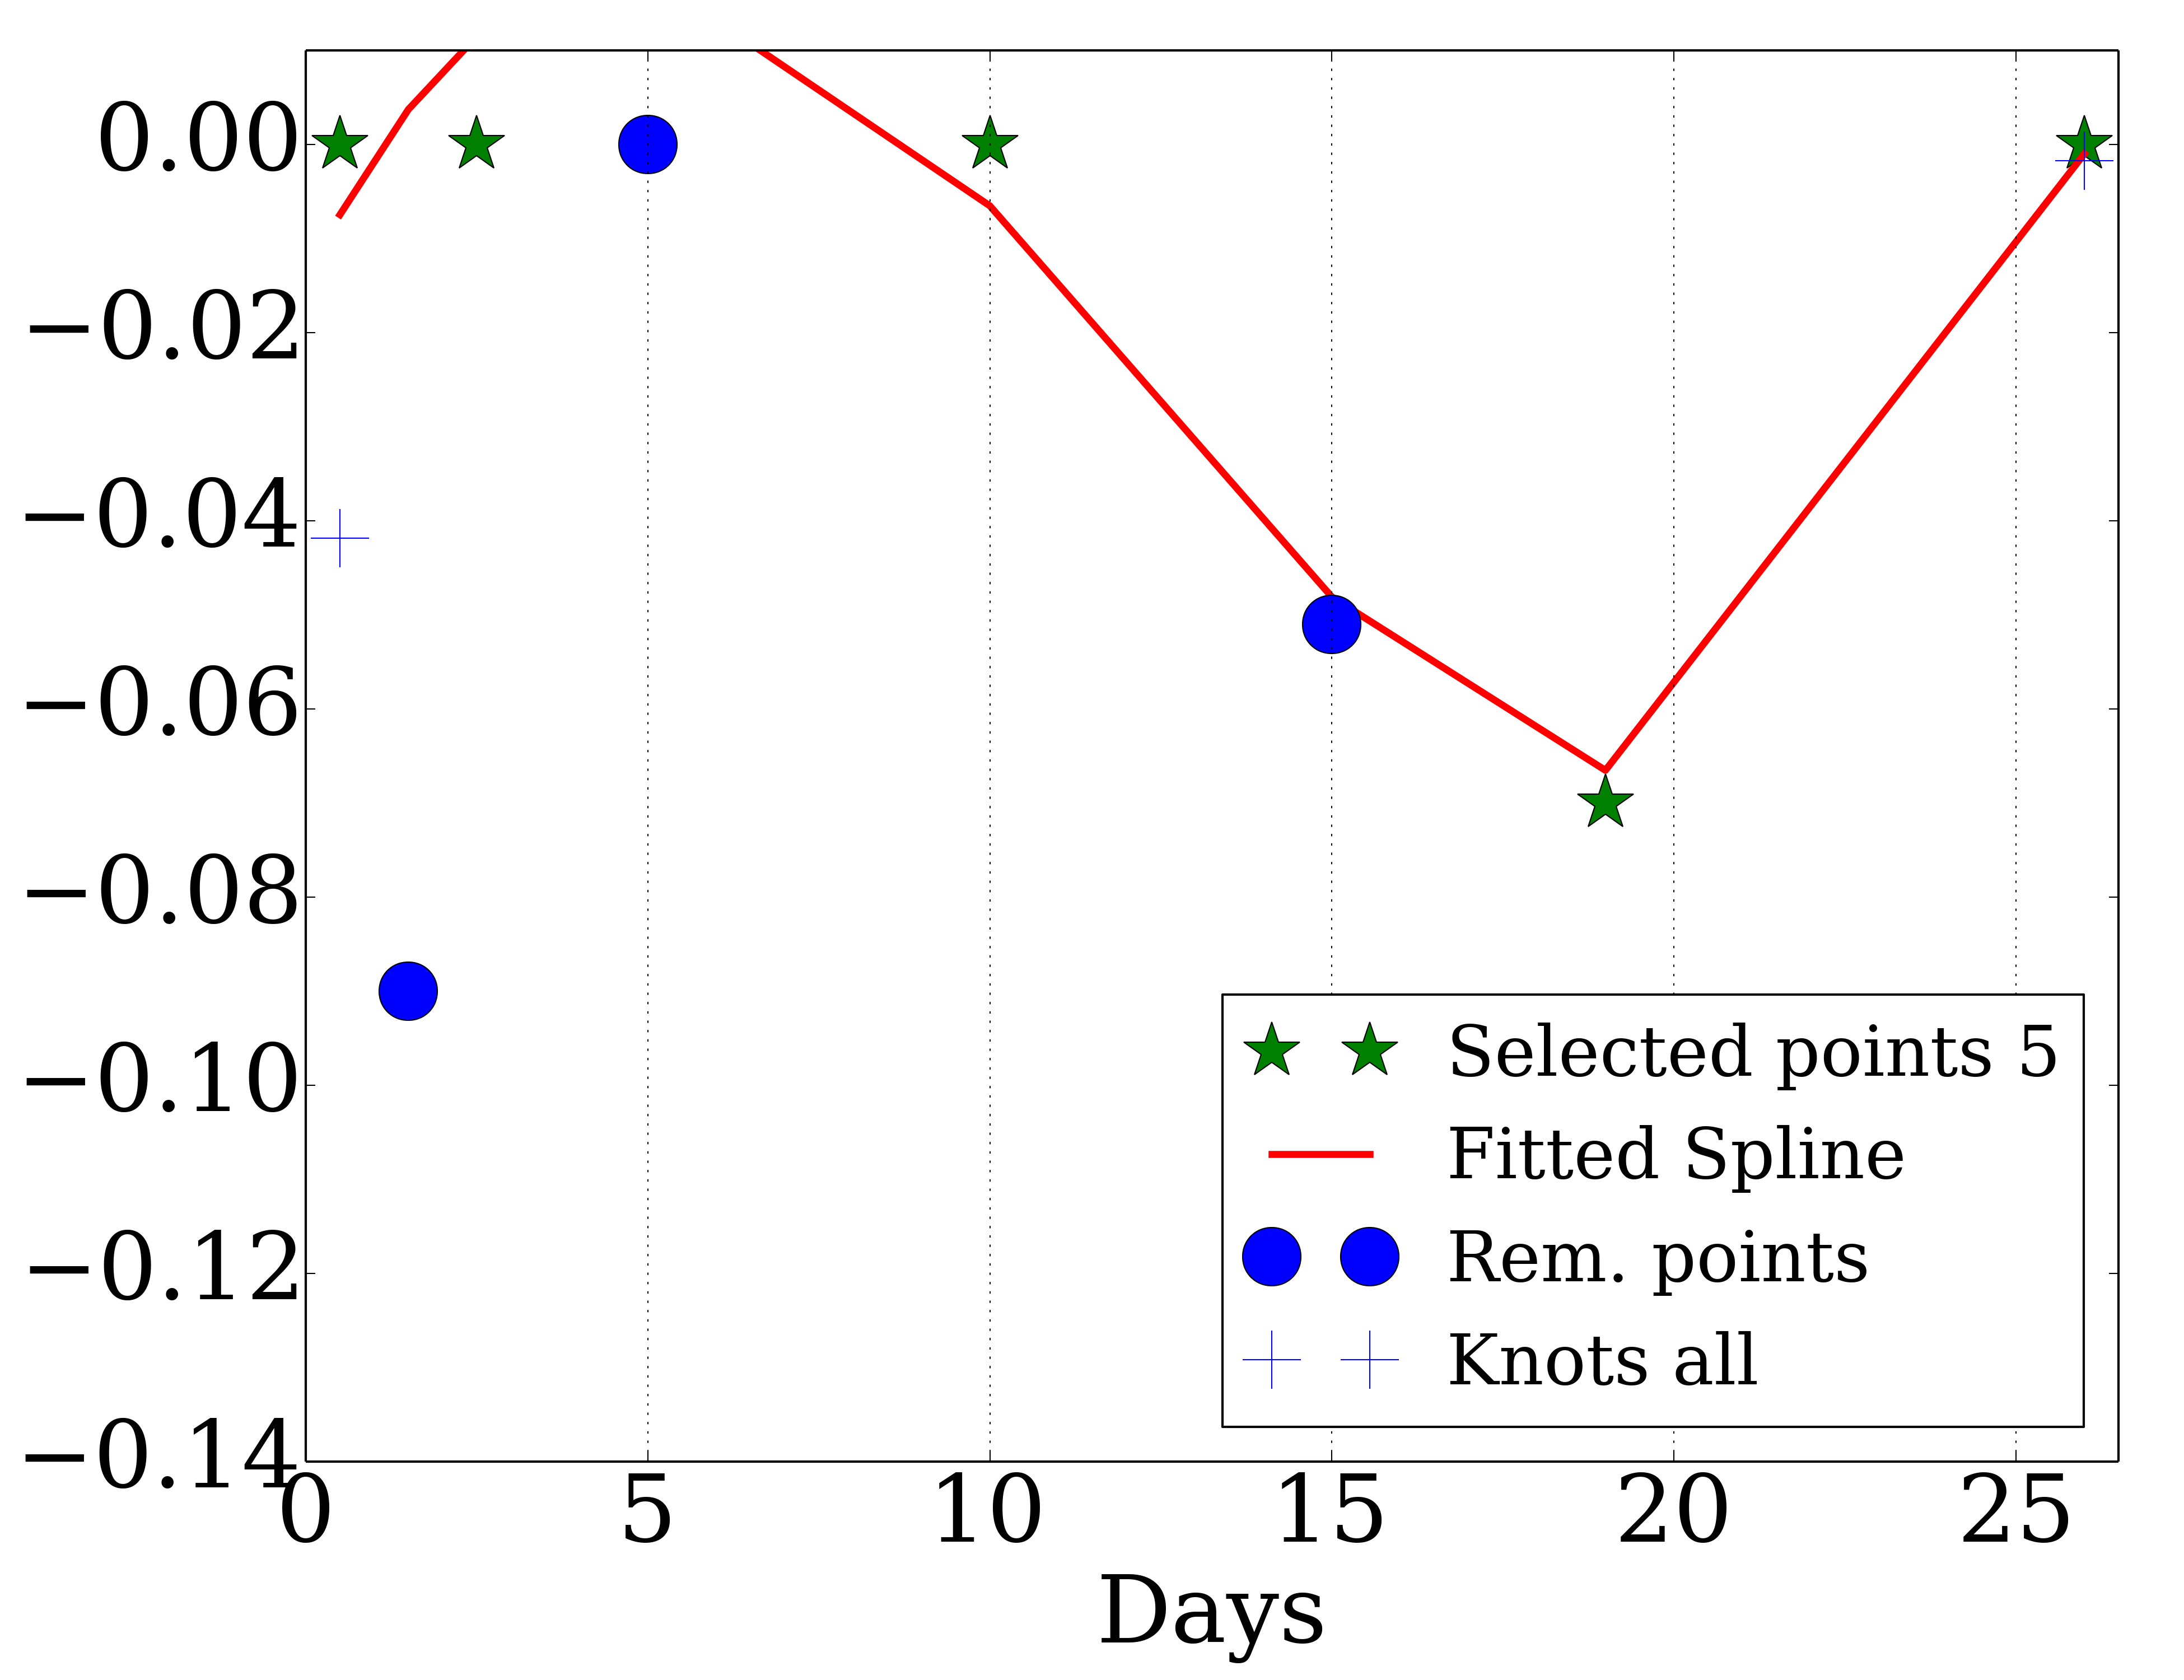 0.00
−0.02
−0.04
−0.06
−0.08
−0.10
−0.12
−0.14
0 5 10 15 20 25
Days
Selected points 5
Fitted Spline
Rem. points
Knots all